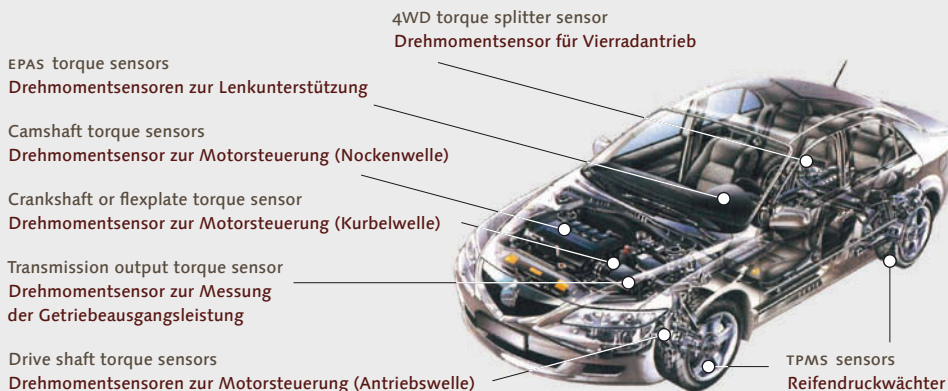 4WD torque splitter sensor
Drehmomentsensor für Vierradantrieb
EPAS torque sensors
Drehmomentsensoren zur Lenkunterstützung
Camshaft torque sensors
Drehmomentsensor zur Motorsteuerung (Nockenwelle)
Crankshaft or flexplate torque sensor
Drehmomentsensor zur Motorsteuerung (Kurbelwelle)
Transmission output torque sensor
Drehmomentsensor zur Messung
der Getriebeausgangsleistung
Drive shaft torque sensors
Drehmomentsensoren zur Motorsteuerung (Antriebswelle)
TPMS sensors
Reifendruckwächter